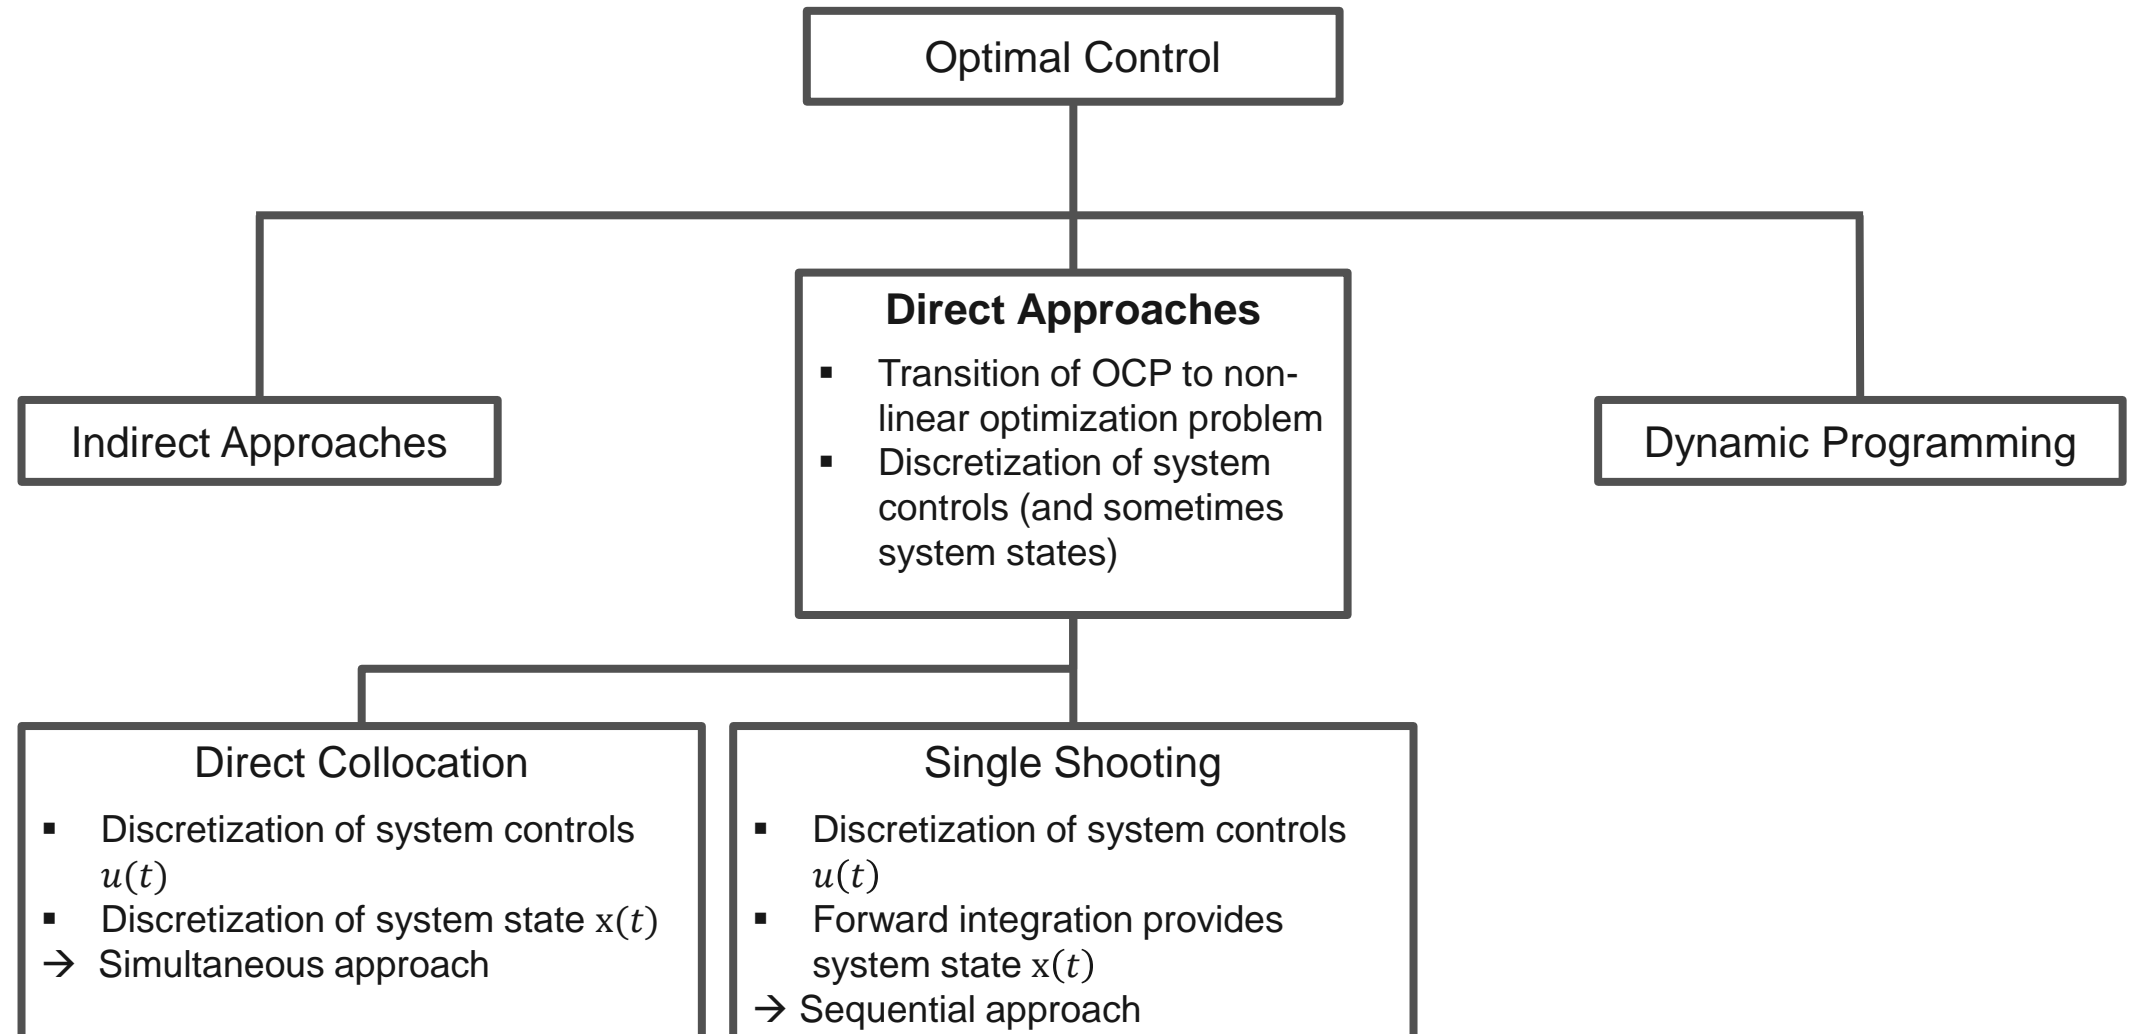 Optimal Control
Direct Approaches
▪ Transition of OCP to non-
linear optimization problem
▪ Discretization of system
controls (and sometimes
system states)
Indirect Approaches
Dynamic Programming
Direct Collocation
▪ Discretization of system controls
u(t)
▪ Discretization of system state x(t)
→ Simultaneous approach
Single Shooting
▪ Discretization of system controls
u(t)
▪ Forward integration provides
system state x(t)
→ Sequential approach